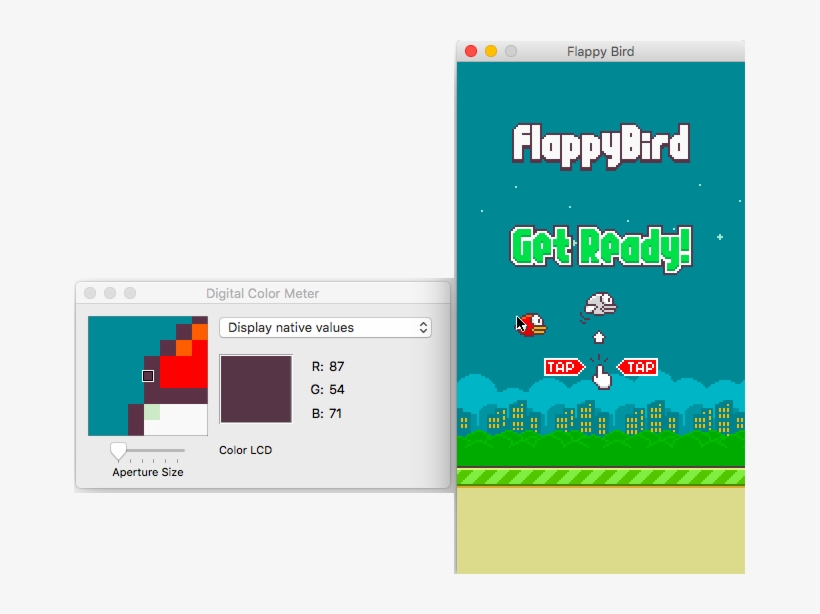 Flappy Bird
FlappyBird
Get Ready!
TAP
TAP
Digital Color Meter
Display native values
R: 87
G: 54
B: 71
Color LCD
Aperture Size